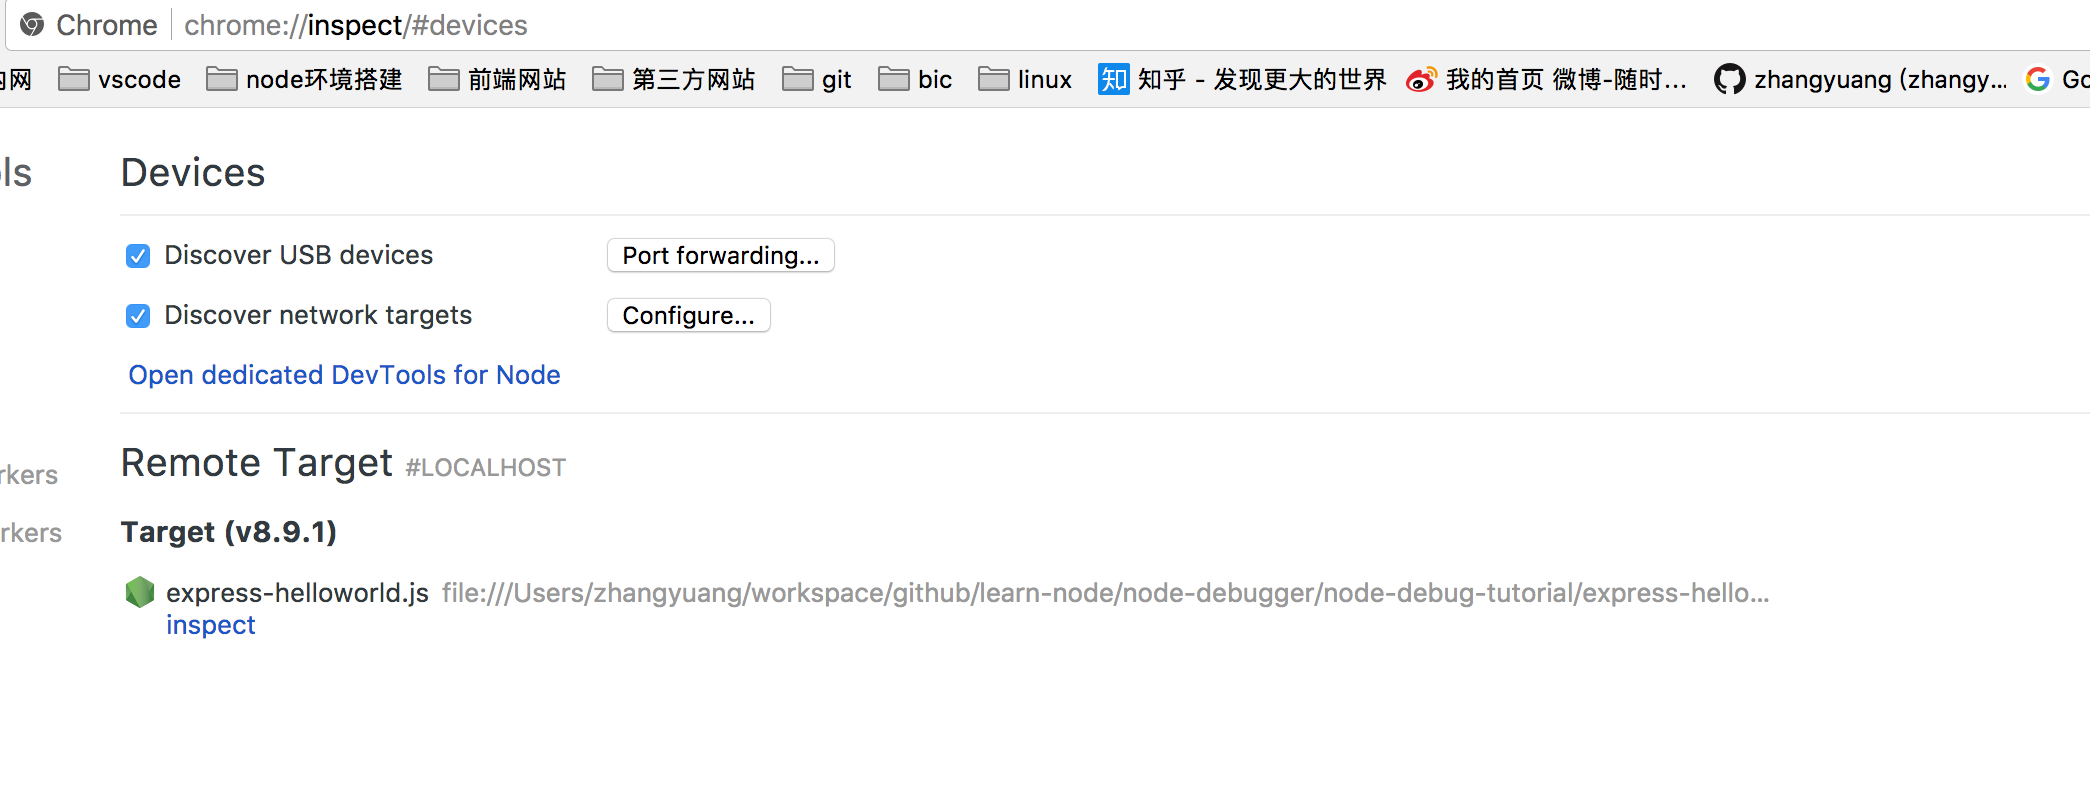 Chrome chrome://inspect/#devices
内网 vscode node环境搭建 前端网站 第三方网站 git bic linux 知 知乎 - 发现更大的世界 我的首页 微博-随时... zhangyuang (zhangy... Go
ls Devices
Discover USB devices Port forwarding...
Discover network targets Configure...
Open dedicated DevTools for Node
Remote Target #LOCALHOST
rkers
rkers Target (v8.9.1)
express-helloworld.js file:///Users/zhangyuang/workspace/github/learn-node/node-debugger/node-debug-tutorial/express-hello...
inspect